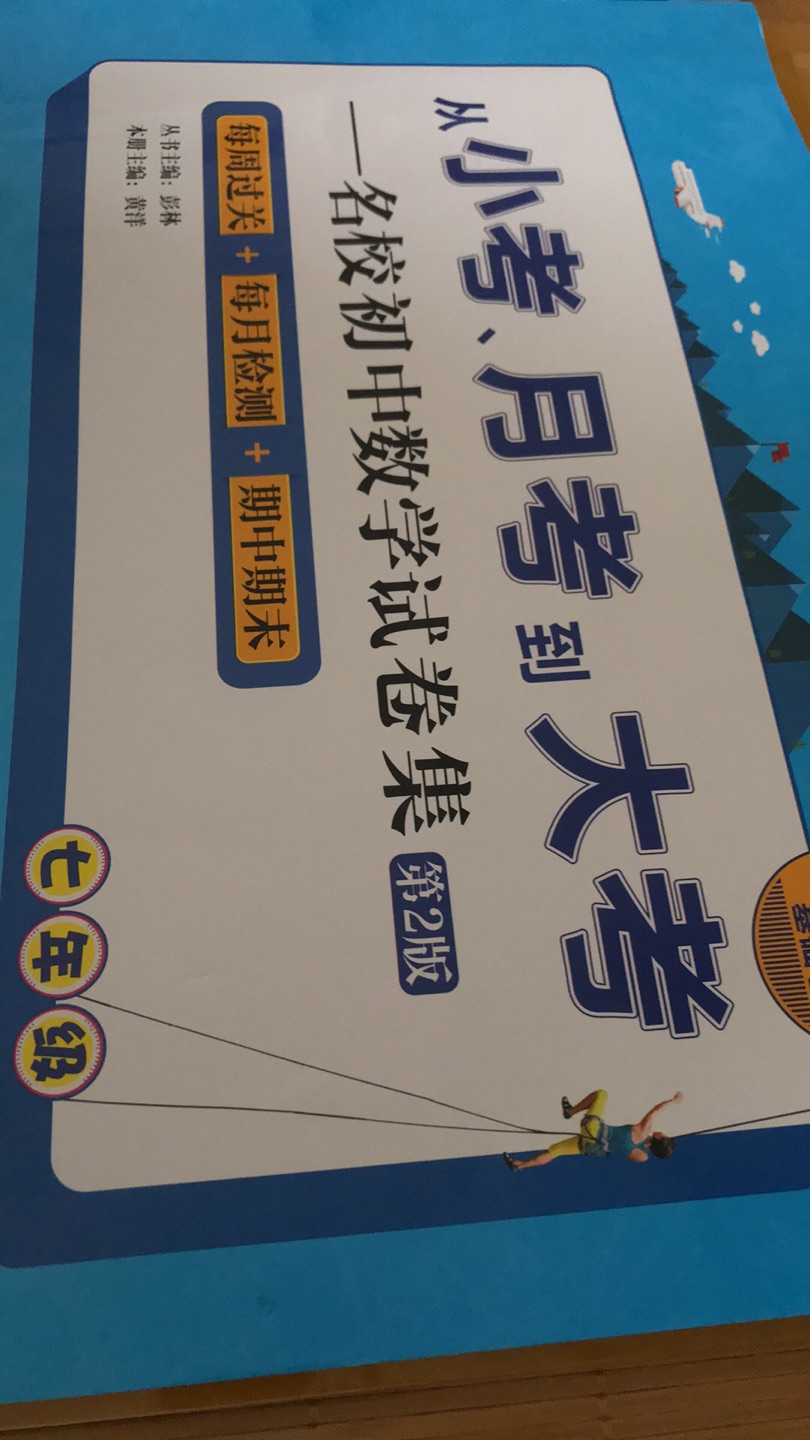 从小考、月考到大考
——名校初中数学试卷集 第2版
每周过关+每月检测+期中期末
丛书主编：彭林
本册主编：黄洋
七年级